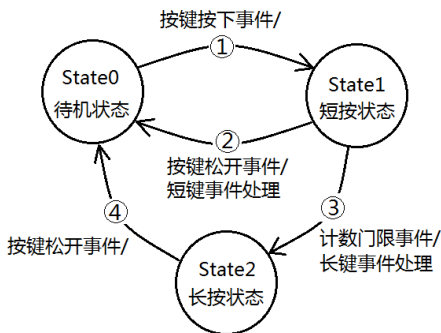 按键按下事件/
①
State0
待机状态
State1
短按状态
②
按键松开事件/
短键事件处理
④
③
按键松开事件/
计数门限事件/
长键事件处理
State2
长按状态